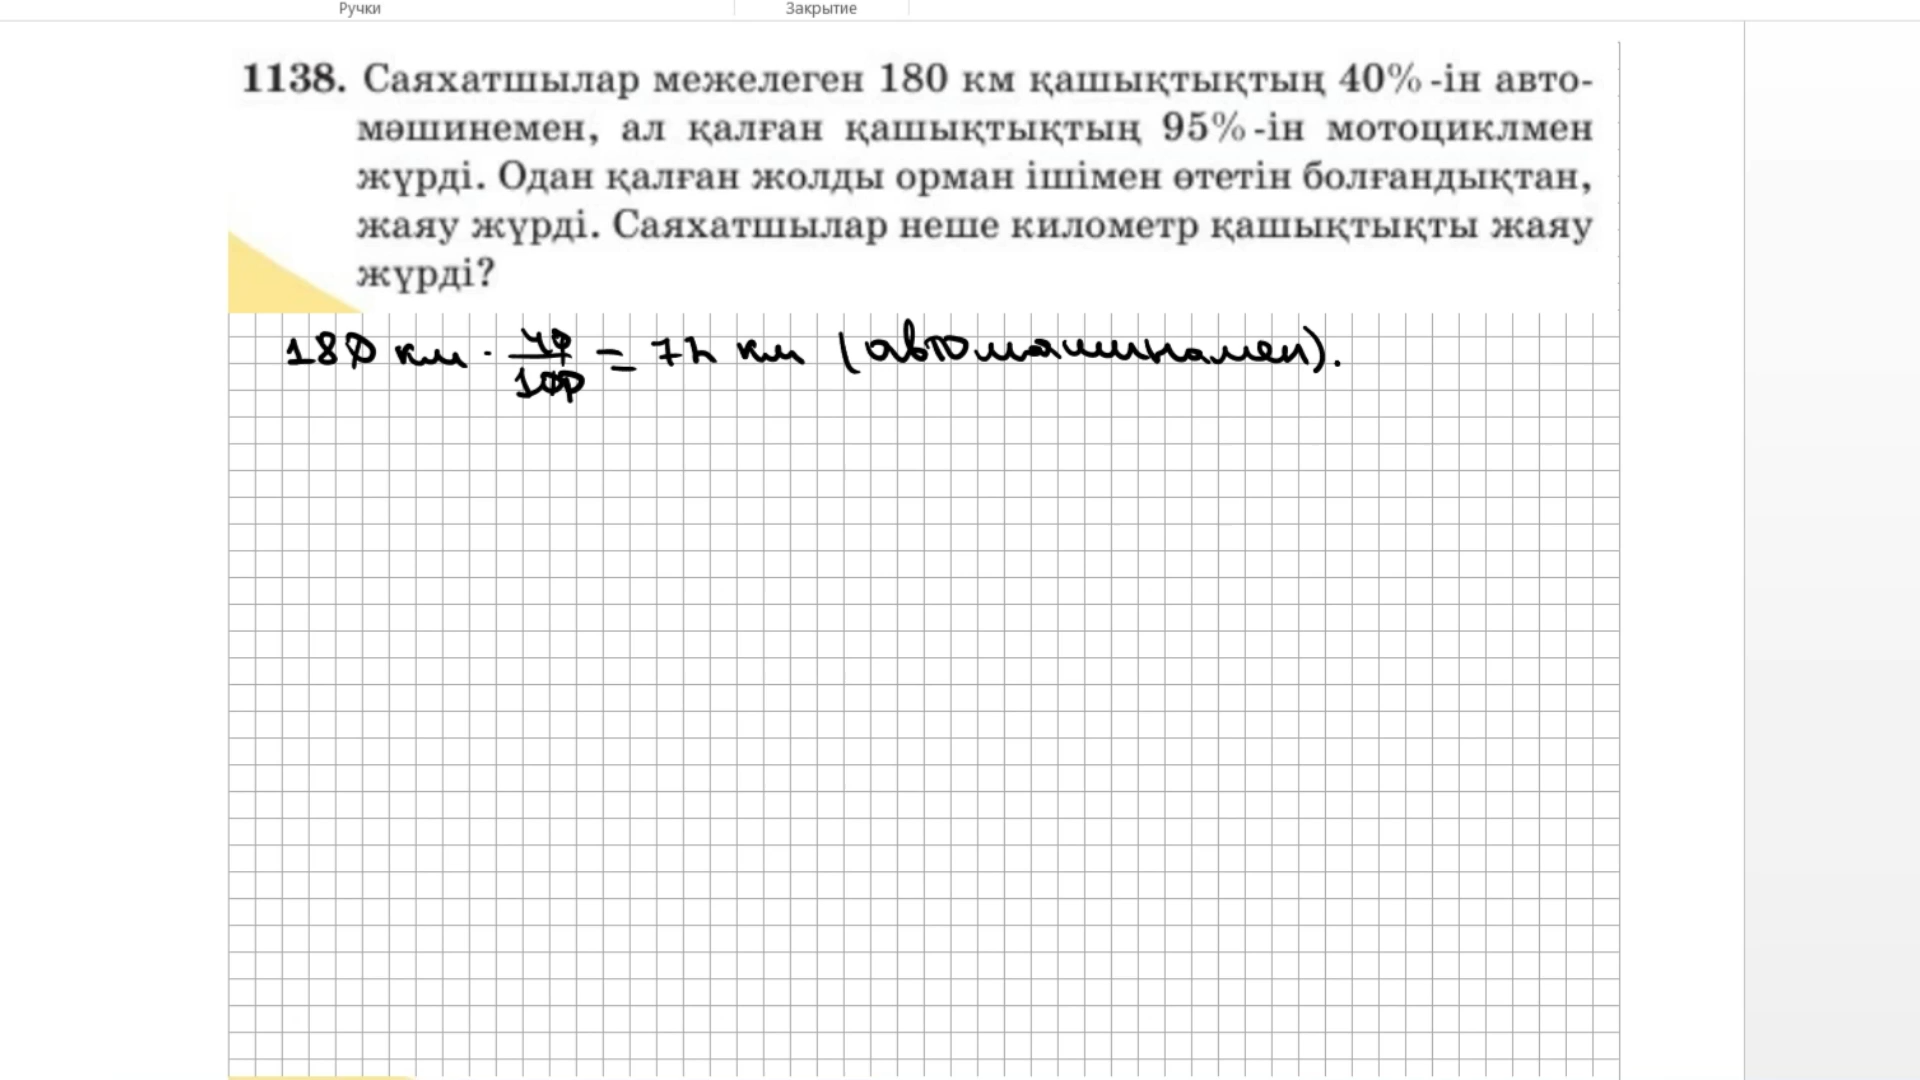 Ручки Закрытие
1138. Саяхатшылар межелеген 180 км қашықтықтың 40% -ін авто-
мәшинемен, ал қалған қашықтықтың 95% -ін мотоциклмен
жүрді. Одан қалған жолды орман ішімен өтетін болғандықтан,
жаяу жүрді. Саяхатшылар неше километр қашықтықты жаяу
жүрді?
180 км · 40/100 = 72 км (автомашинамен).